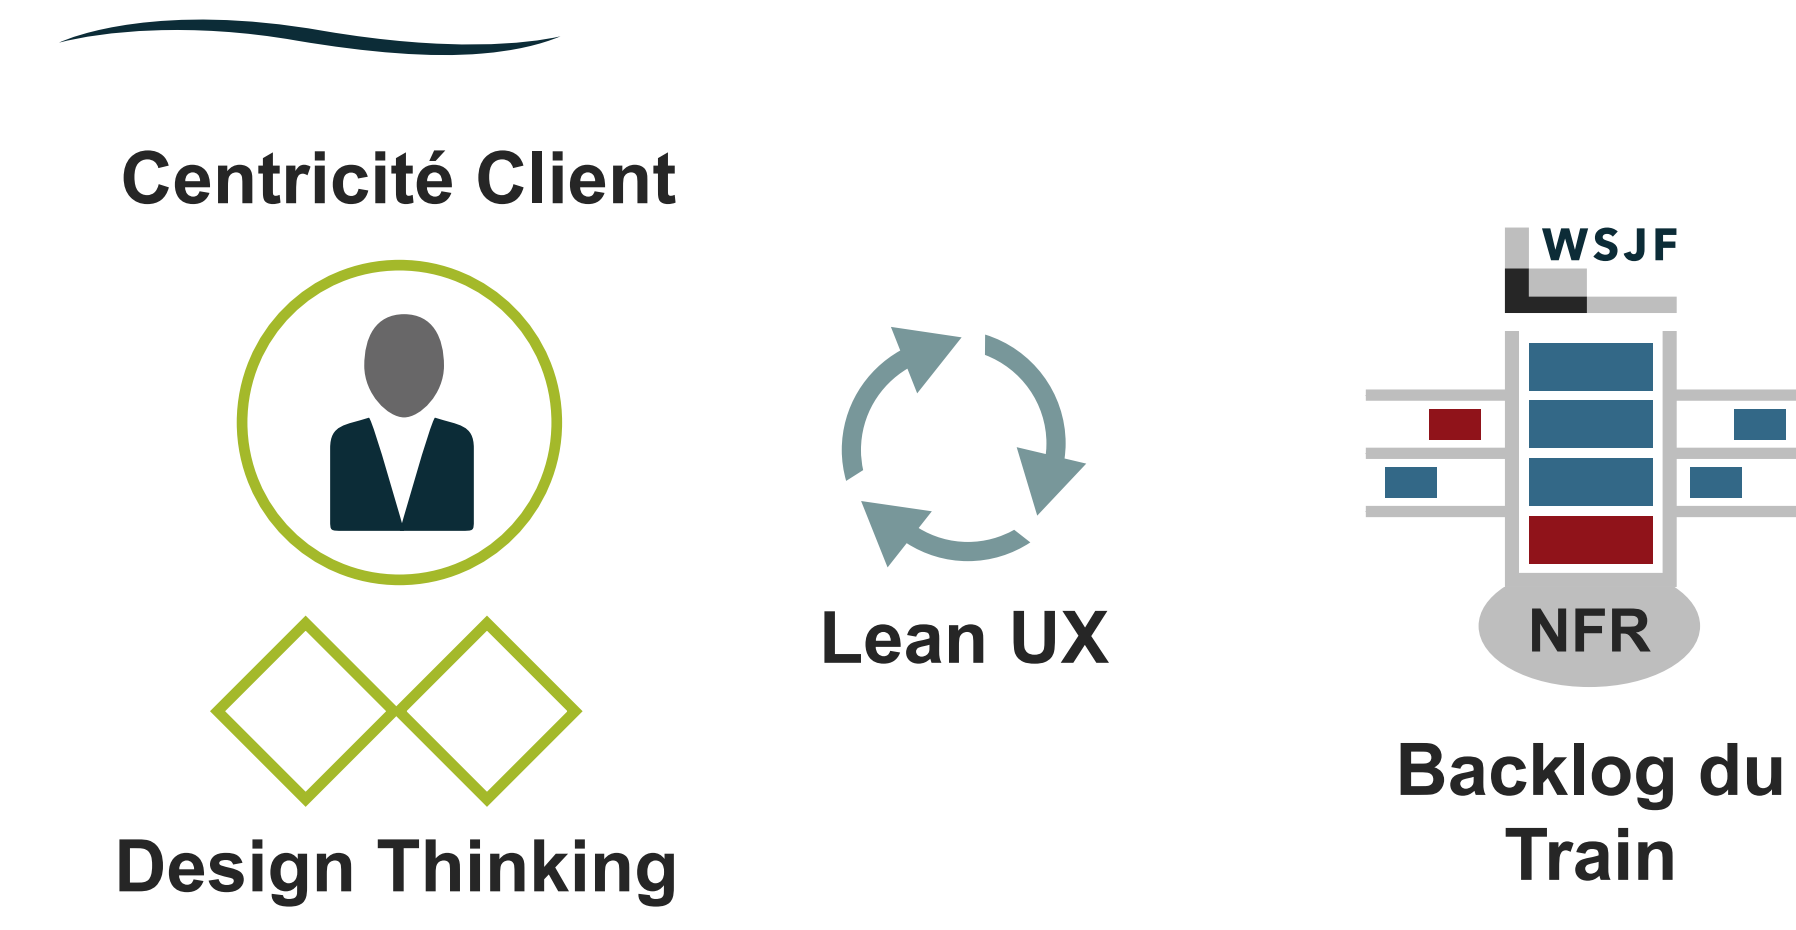 Centricité Client
WSJF
Lean UX
NFR
Backlog du
Train
Design Thinking